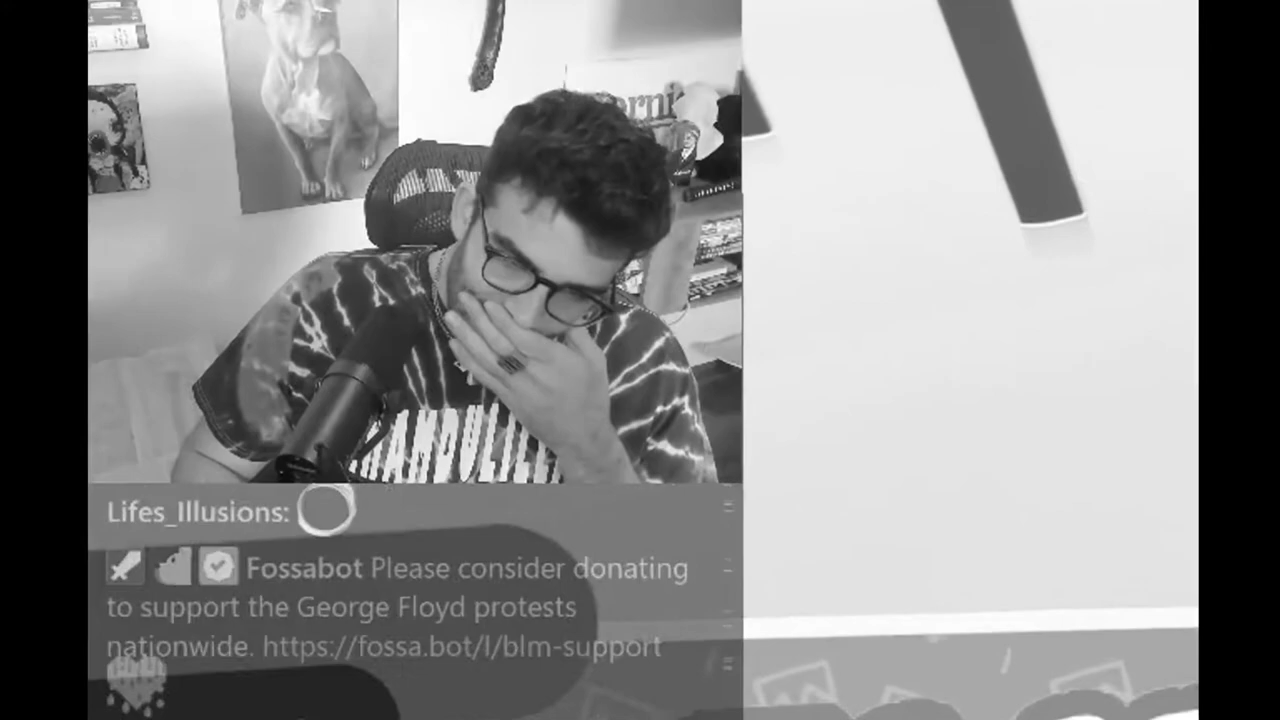 Lifes_Illusions:
Fossabot Please consider donating
to support the George Floyd protests
nationwide. https://fossa.bot/l/blm-support